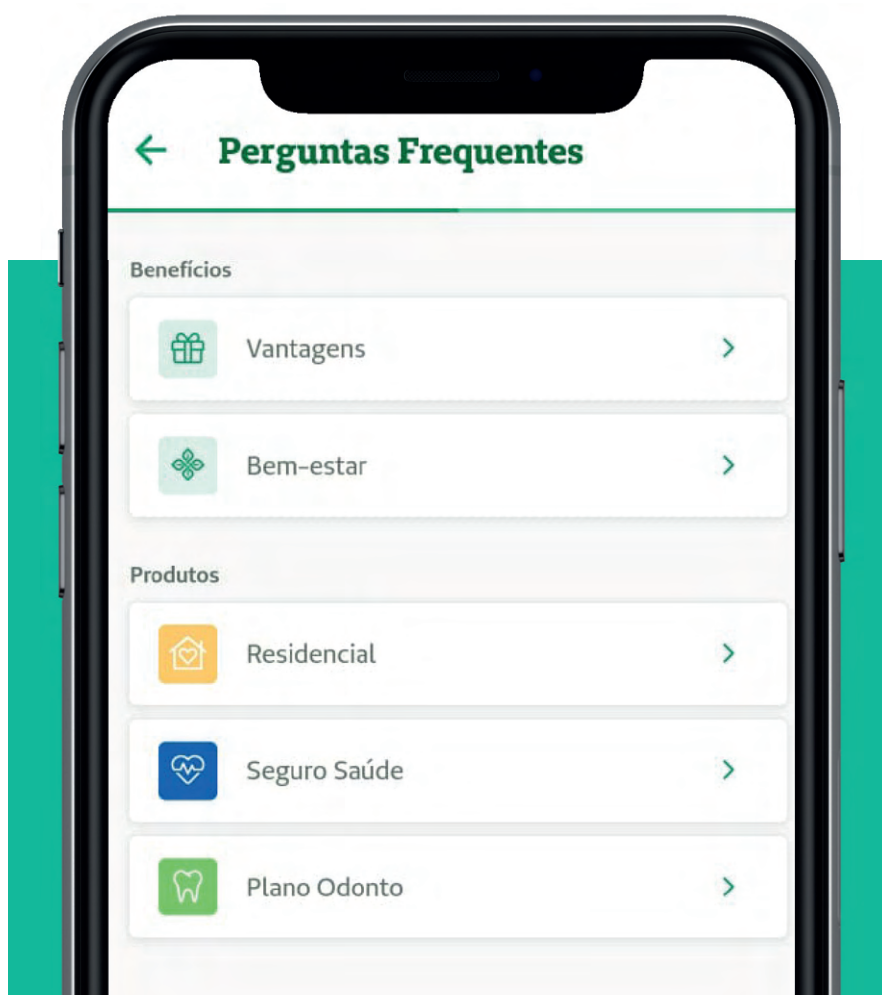 Perguntas Frequentes
Benefícios
Vantagens
Bem-estar
Produtos
Residencial
Seguro Saúde
Plano Odonto